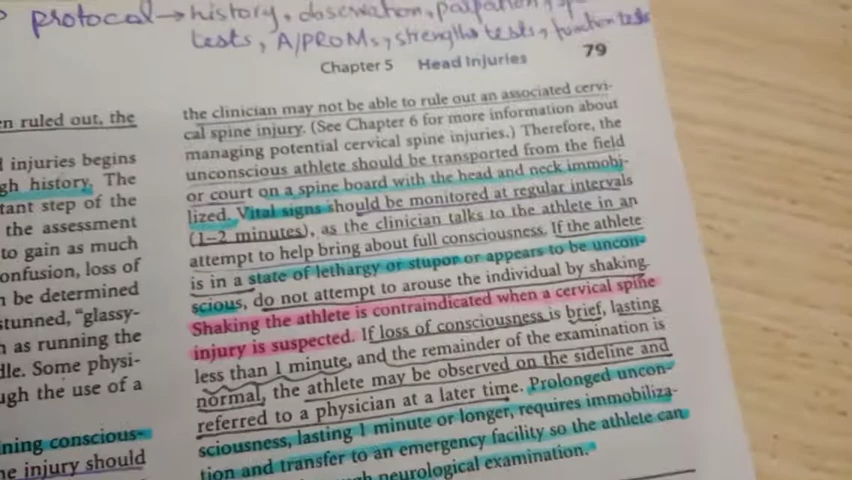 protocal → history, observation, palpation, sp
tests, A/PROMs, strength tests, function tests
Chapter 5 Head Injuries 79
en ruled out, the
l injuries begins
gh history. The
tant step of the
the assessment
to gain as much
onfusion, loss of
n be determined
stunned, “glassy-
h as running the
dle. Some physi-
ugh the use of a
ining conscious-
ne injury should
the clinician may not be able to rule out an associated cervi-
cal spine injury. (See Chapter 6 for more information about
managing potential cervical spine injuries.) Therefore, the
unconscious athlete should be transported from the field
or court on a spine board with the head and neck immobi-
lized. Vital signs should be monitored at regular intervals
(1–2 minutes), as the clinician talks to the athlete in an
attempt to help bring about full consciousness. If the athlete
is in a state of lethargy or stupor or appears to be uncon-
scious, do not attempt to arouse the individual by shaking.
Shaking the athlete is contraindicated when a cervical spine
injury is suspected. If loss of consciousness is brief, lasting
less than 1 minute, and the remainder of the examination is
normal, the athlete may be observed on the sideline and
referred to a physician at a later time. Prolonged uncon-
sciousness, lasting 1 minute or longer, requires immobiliza-
tion and transfer to an emergency facility so the athlete can
neurological examination.